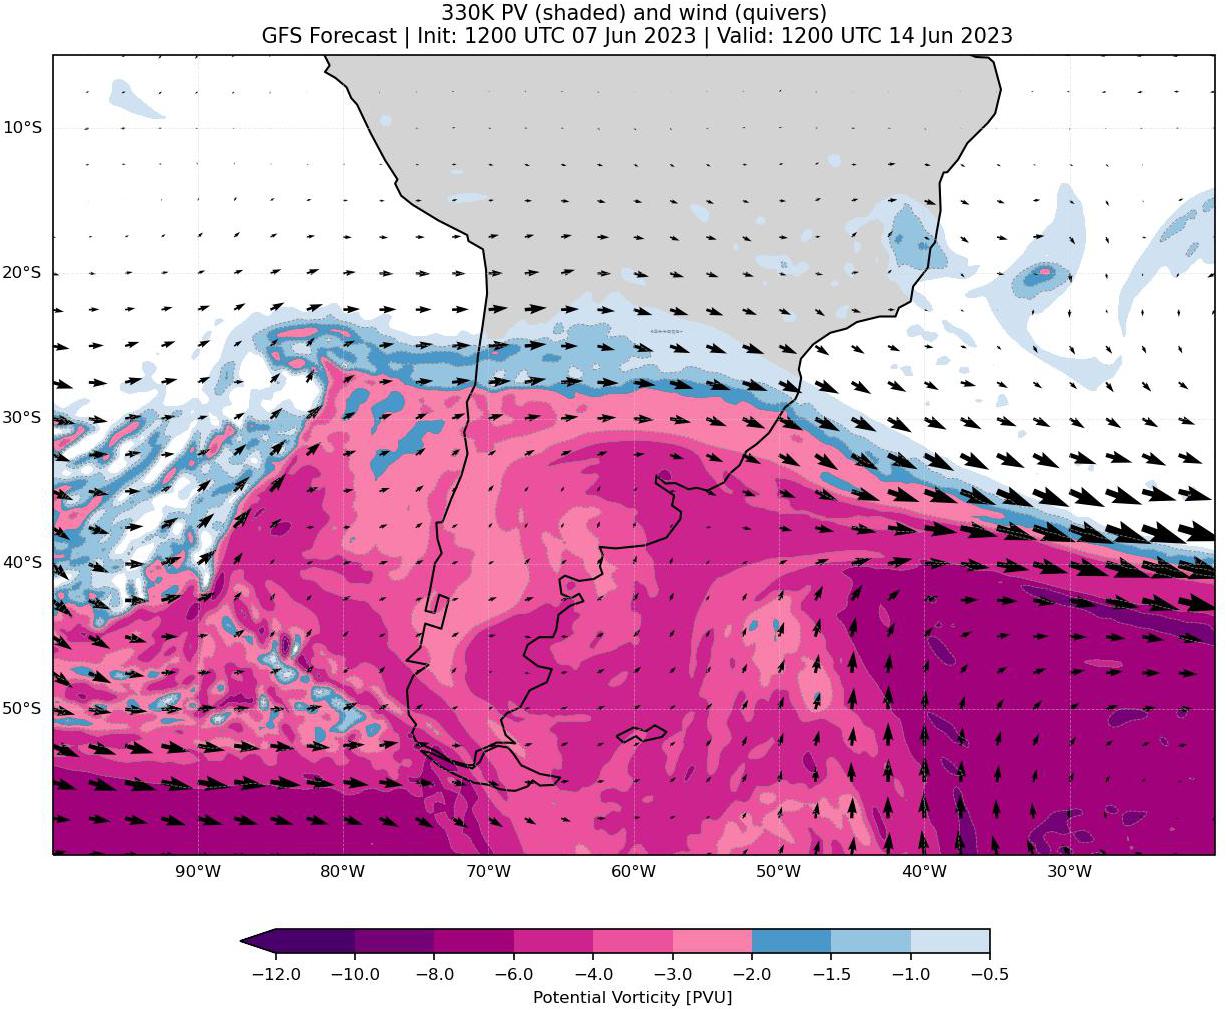 330K PV (shaded) and wind (quivers)
GFS Forecast | Init: 1200 UTC 07 Jun 2023 | Valid: 1200 UTC 14 Jun 2023
10°S
20°S
30°S
40°S
50°S
90°W 80°W 70°W 60°W 50°W 40°W 30°W
−12.0 −10.0 −8.0 −6.0 −4.0 −3.0 −2.0 −1.5 −1.0 −0.5
Potential Vorticity [PVU]